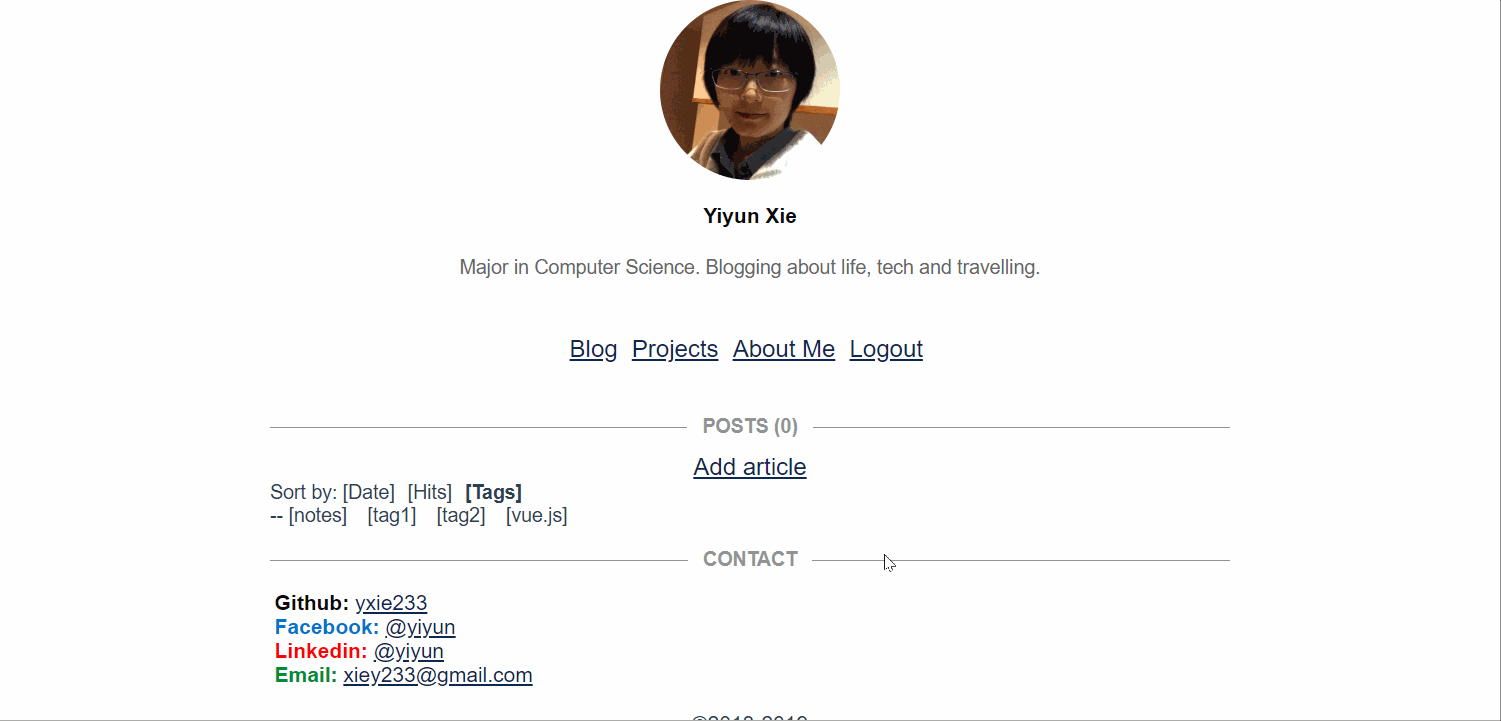 Yiyun Xie
Major in Computer Science. Blogging about life, tech and travelling.
Blog Projects About Me Logout
POSTS (0)
Add article
Sort by: [Date] [Hits] [Tags]
-- [notes] [tag1] [tag2] [vue.js]
CONTACT
Github: yxie233
Facebook: @yiyun
Linkedin: @yiyun
Email: xiey233@gmail.com
©2018-2019